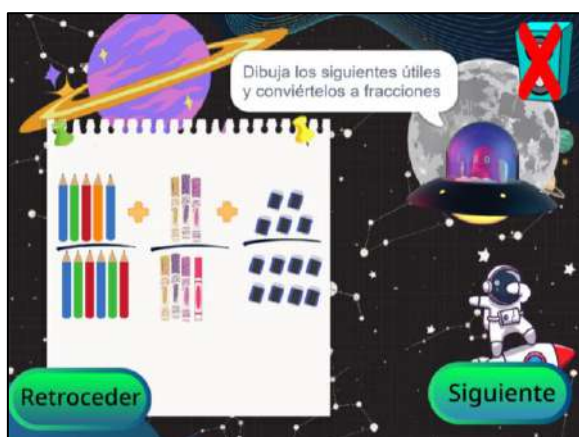 Dibuja los siguientes útiles
y conviértelos a fracciones
Retroceder
Siguiente